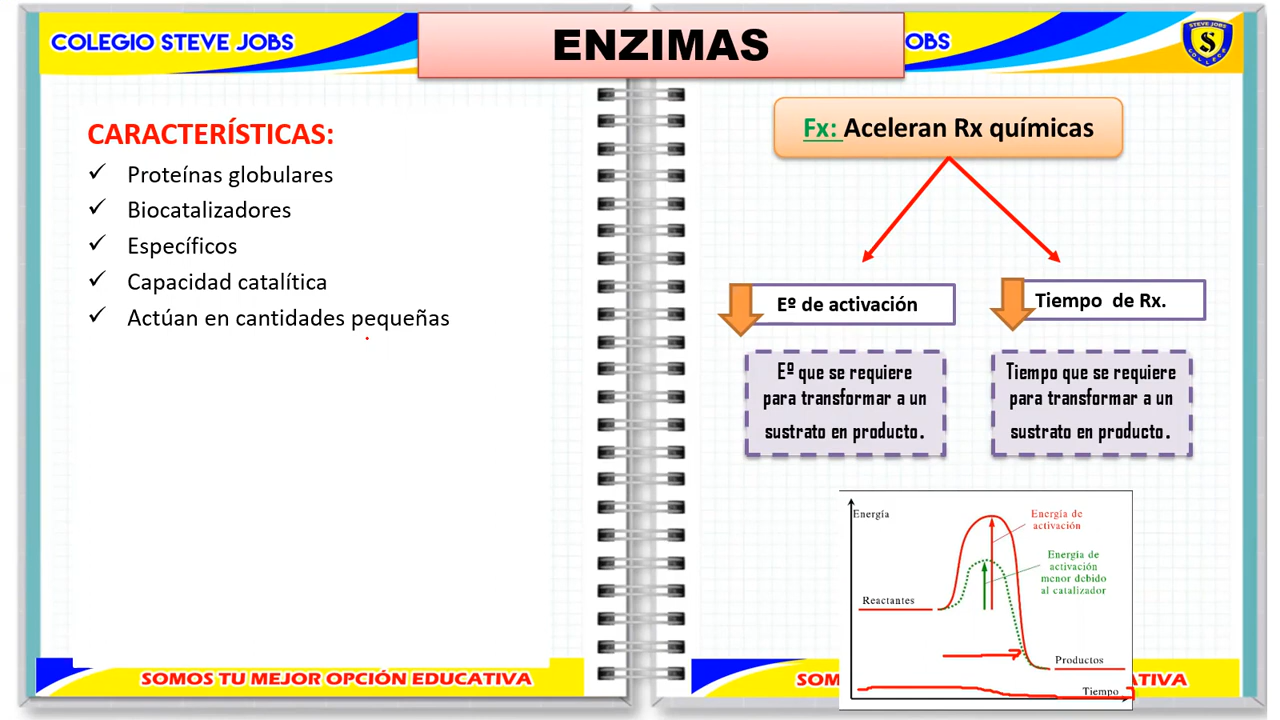 COLEGIO STEVE JOBS
ENZIMAS
OBS
STEVE JOBS
S
COLLEGE
CARACTERÍSTICAS:
Proteínas globulares
Biocatalizadores
Específicos
Capacidad catalítica
Actúan en cantidades pequeñas
SOMOS TU MEJOR OPCIÓN EDUCATIVA
Fx: Aceleran Rx químicas
Eº de activación
Tiempo de Rx.
Eº que se requiere
para transformar a un
sustrato en producto.
Tiempo que se requiere
para transformar a un
sustrato en producto.
Energía
Energía de
activación
Energía de
activación
menor debido
al catalizador
Reactantes
Productos
Tiempo
SOM
ATIVA